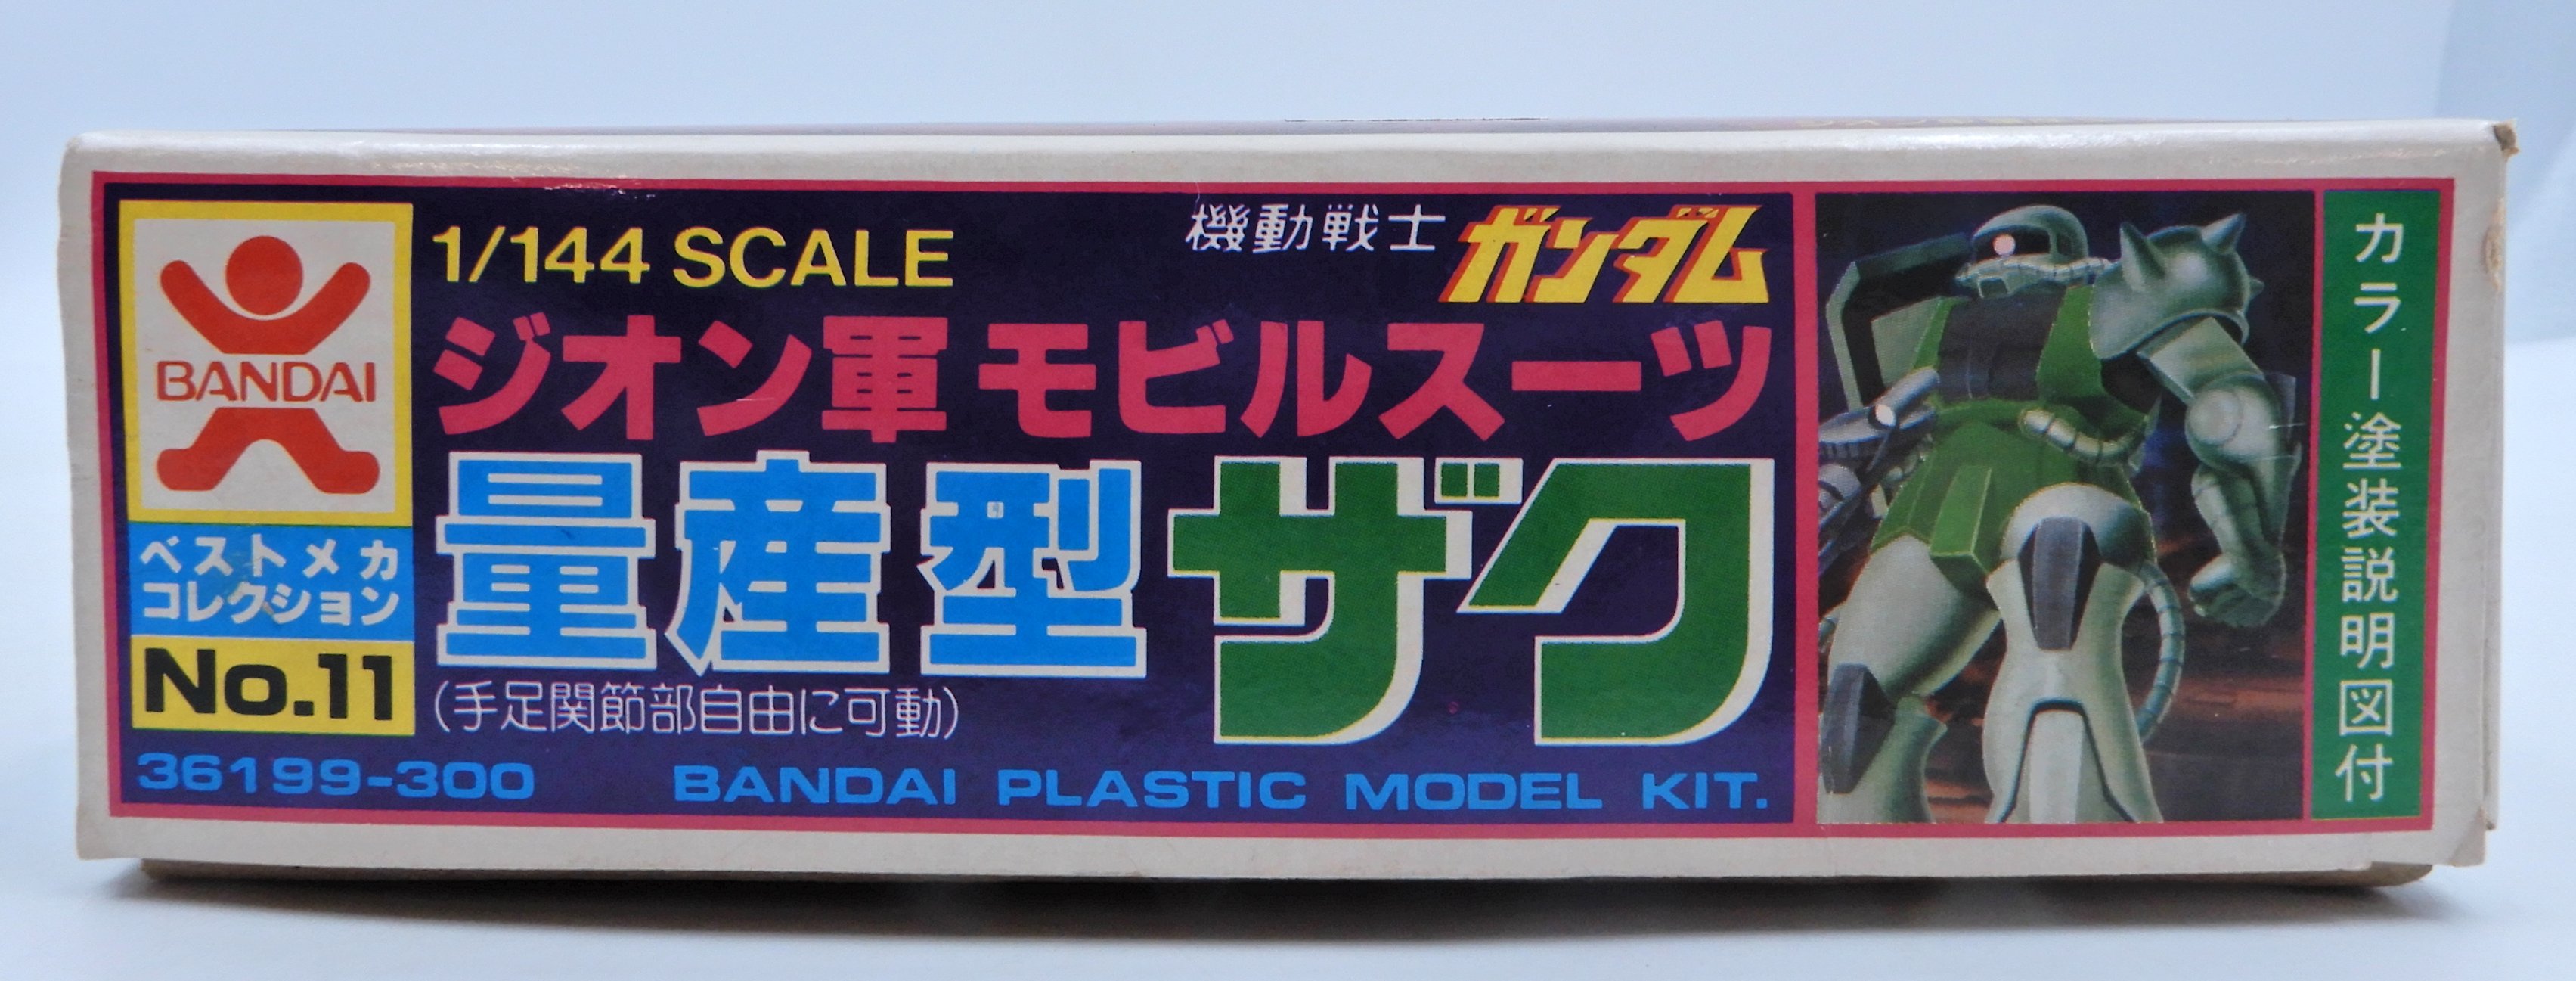 BANDAI
ベストメカ
コレクション
No.11
1/144 SCALE
機動戦士 ガンダム
ジオン軍 モビルスーツ
量産型 ザク
(手足関節部自由に可動)
36199-300 BANDAI PLASTIC MODEL KIT.
カラー塗装説明図付